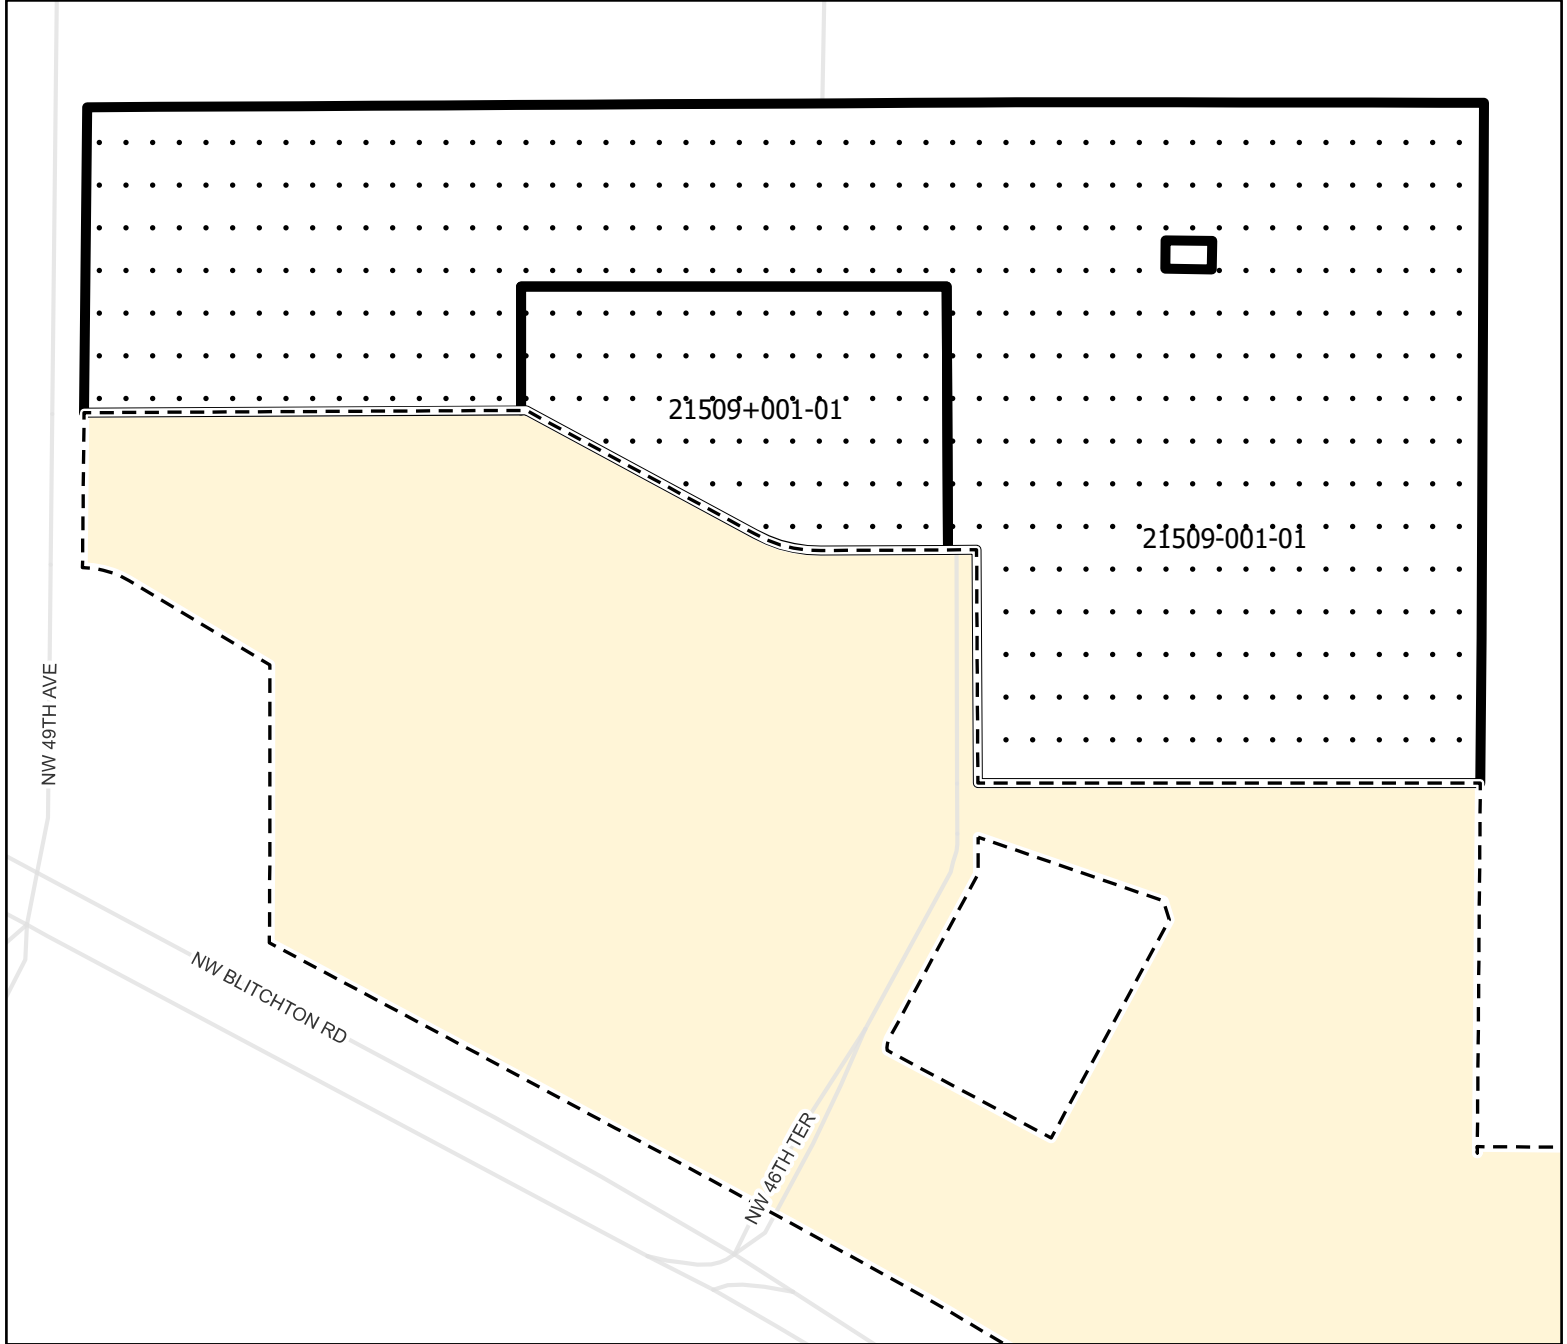 21509+001-01
21509-001-01
NW 49TH AVE
NW BLITCHTON RD
NW 46TH TER